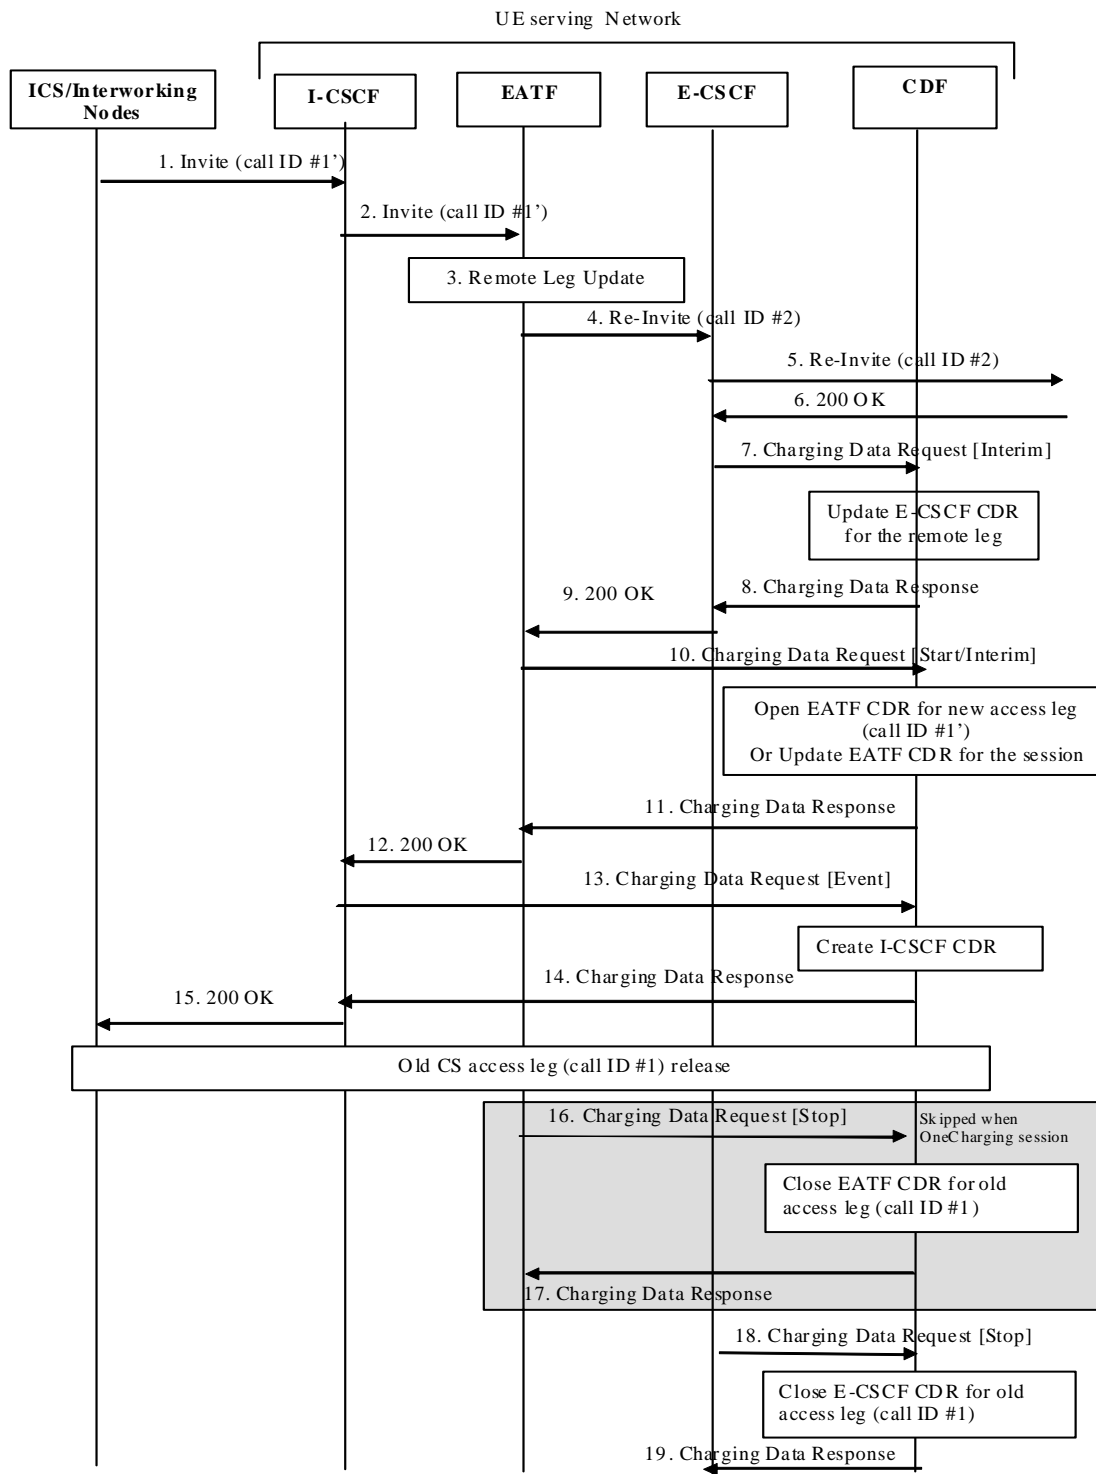 UE serving Network
ICS/Interworking
Nodes
I-CSCF
EATF
E-CSCF
CDF
1. Invite (call ID #1')
2. Invite (call ID #1')
3. Remote Leg Update
4. Re-Invite (call ID #2)
5. Re-Invite (call ID #2)
6. 200 OK
7. Charging Data Request [Interim]
Update E-CSCF CDR
for the remote leg
8. Charging Data Response
9. 200 OK
10. Charging Data Request [Start/Interim]
Open EATF CDR for new access leg
(call ID #1')
Or Update EATF CDR for the session
11. Charging Data Response
12. 200 OK
13. Charging Data Request [Event]
Create I-CSCF CDR
14. Charging Data Response
15. 200 OK
Old CS access leg (call ID #1) release
16. Charging Data Request [Stop]
Skipped when
OneCharging session
Close EATF CDR for old
access leg (call ID #1)
17. Charging Data Response
18. Charging Data Request [Stop]
Close E-CSCF CDR for old
access leg (call ID #1)
19. Charging Data Response